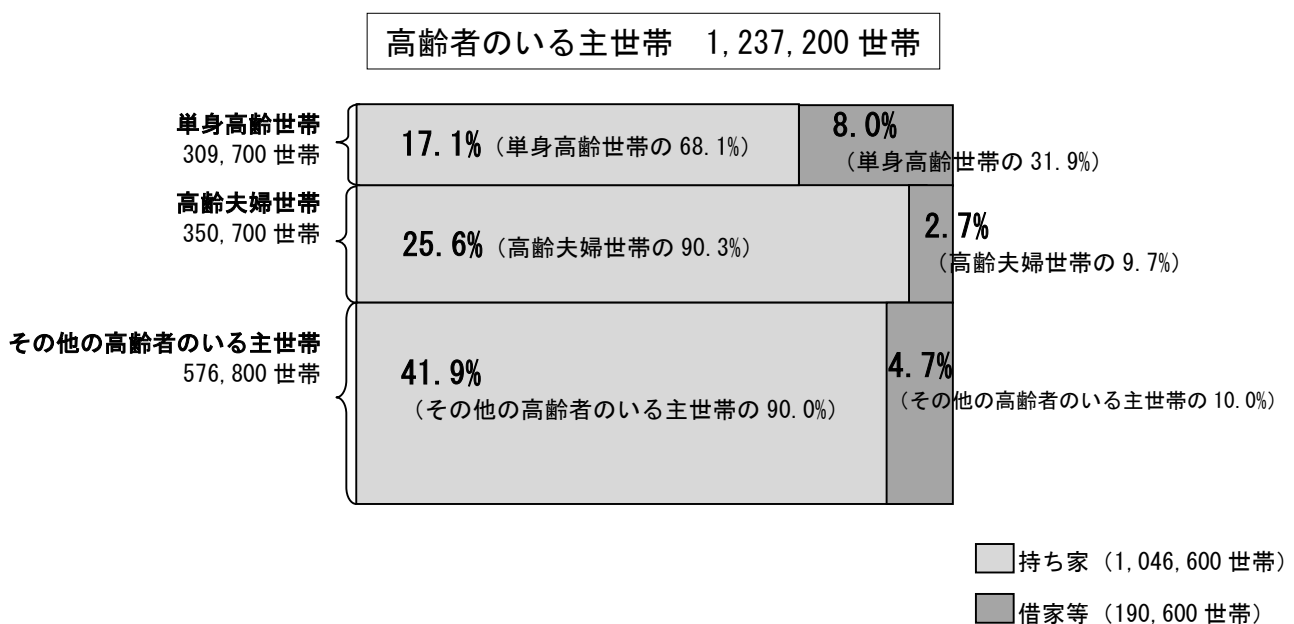 高齢者のいる主世帯　1,237,200 世帯
単身高齢世帯
309,700 世帯
17.1%（単身高齢世帯の 68.1%）
8.0%
（単身高齢世帯の 31.9%）
高齢夫婦世帯
350,700 世帯
25.6%（高齢夫婦世帯の 90.3%）
2.7%
（高齢夫婦世帯の 9.7%）
その他の高齢者のいる主世帯
576,800 世帯
41.9%
（その他の高齢者のいる主世帯の 90.0%）
4.7%
（その他の高齢者のいる主世帯の 10.0%）
持ち家（1,046,600 世帯）
借家等（190,600 世帯）